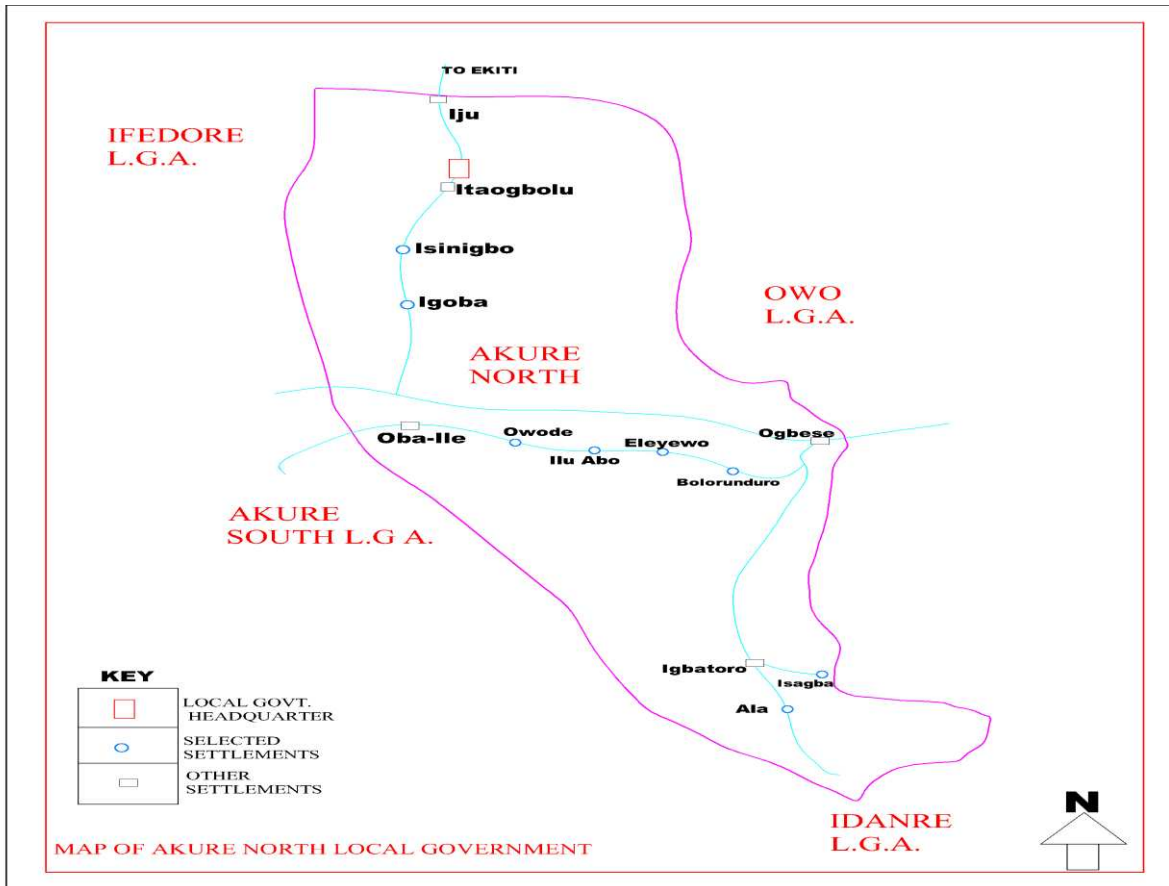 TO EKITI
Iju
IFEDORE
L.G.A.
Itaogbolu
Isinigbo
OWO
L.G.A.
Igoba
AKURE
NORTH
Oba-Ile
Owode
Ilu Abo
Eleyewo
Ogbese
Bolorunduro
AKURE
SOUTH L.G A.
Igbatoro
Isagba
Ala
KEY
LOCAL GOVT.
HEADQUARTER
SELECTED
SETTLEMENTS
OTHER
SETTLEMENTS
N
IDANRE
L.G.A.
MAP OF AKURE NORTH LOCAL GOVERNMENT